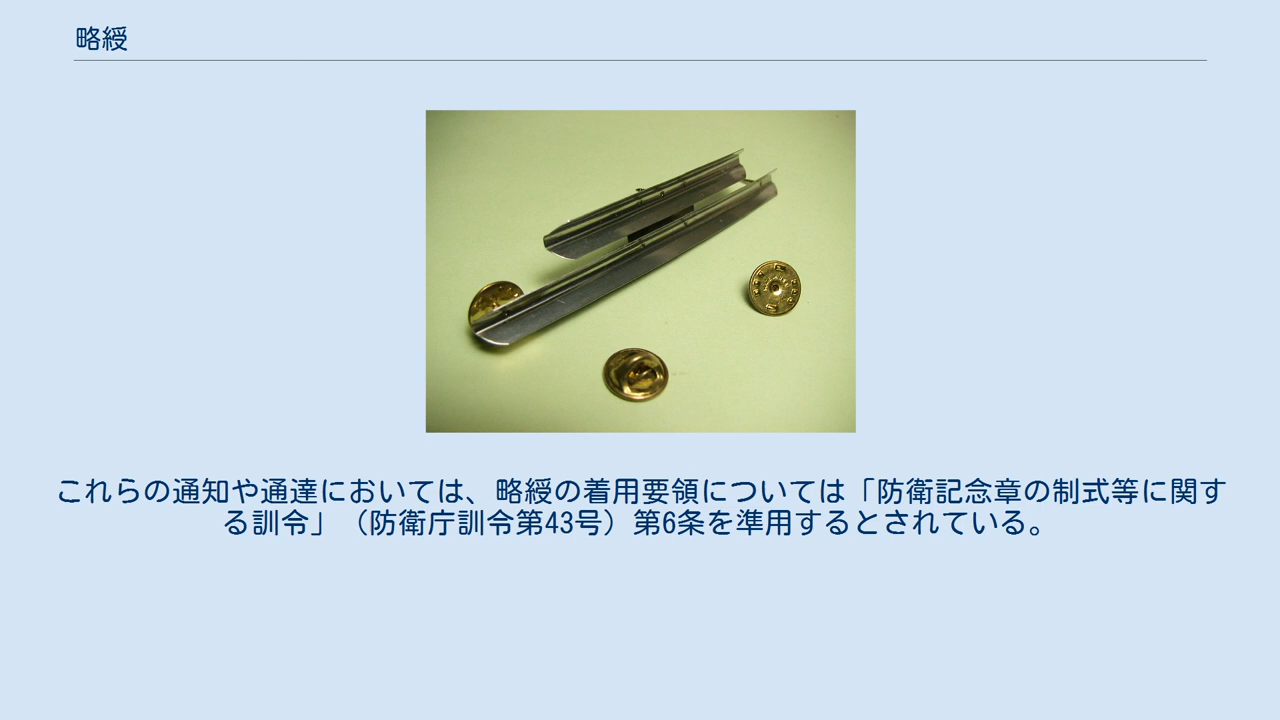 略綬
これらの通知や通達においては、略綬の着用要領については「防衛記念章の制式等に関す
る訓令」（防衛庁訓令第43号）第6条を準用するとされている。